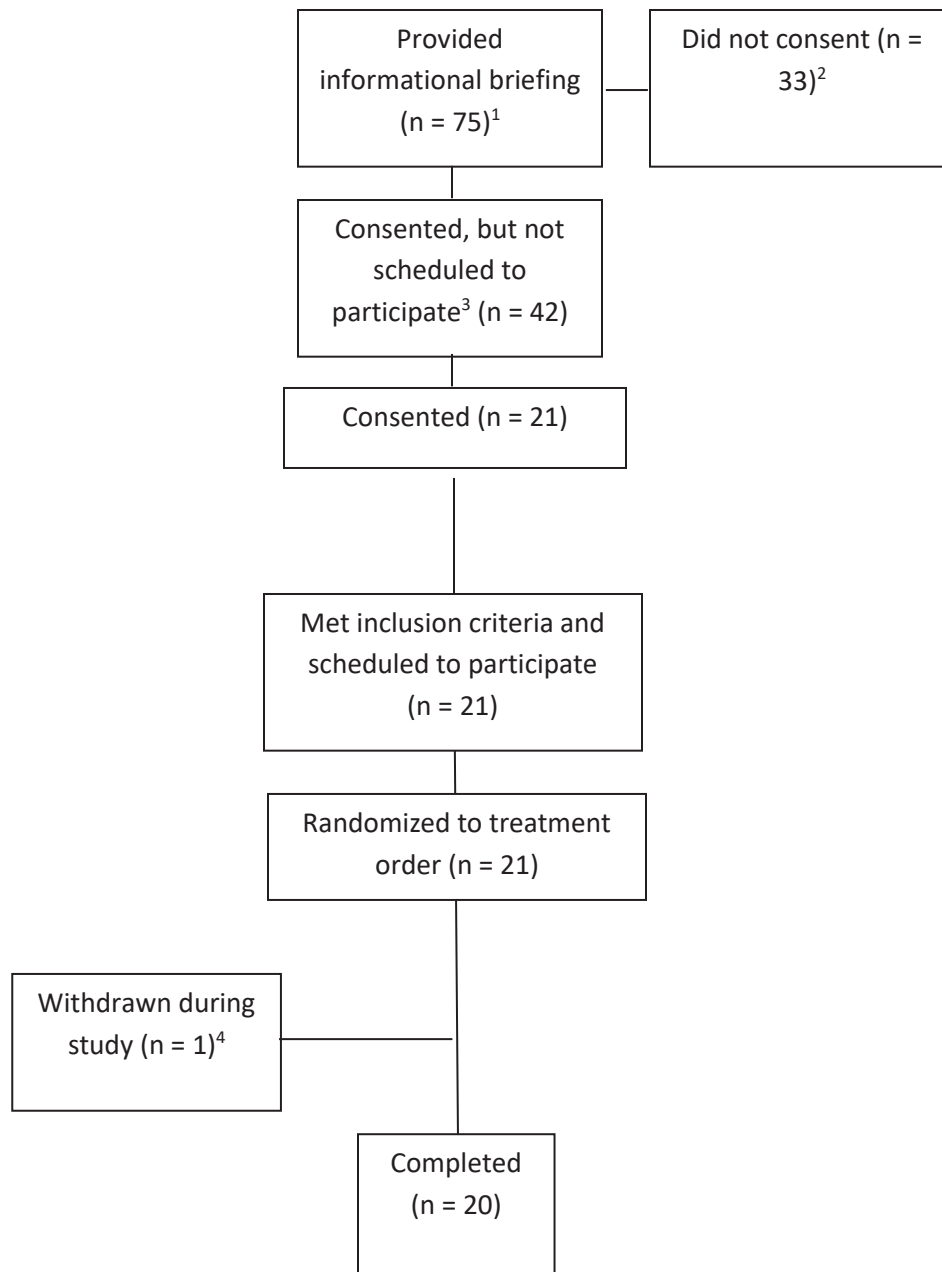 Provided
informational briefing
(n = 75)¹
Did not consent (n =
33)²
Consented, but not
scheduled to
participate³ (n = 42)
Consented (n = 21)
Met inclusion criteria and
scheduled to participate
(n = 21)
Randomized to treatment
order (n = 21)
Withdrawn during
study (n = 1)⁴
Completed
(n = 20)